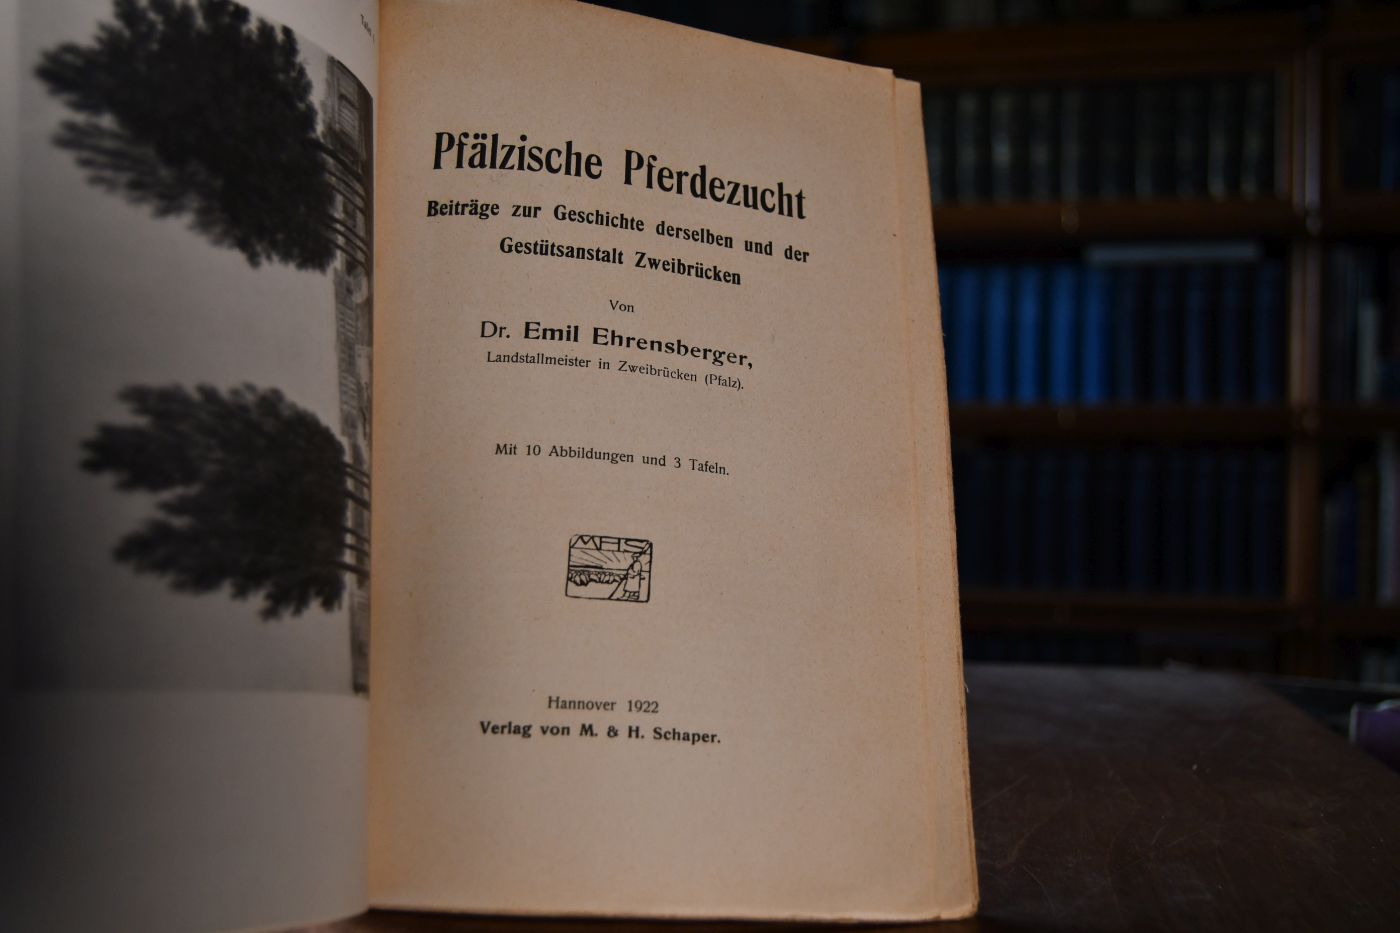 Tafel I
Pfälzische Pferdezucht
Beiträge zur Geschichte derselben und der
Gestütsanstalt Zweibrücken
Von
Dr. Emil Ehrensberger,
Landstallmeister in Zweibrücken (Pfalz).
Mit 10 Abbildungen und 3 Tafeln.
MHS
Hannover 1922
Verlag von M. & H. Schaper.